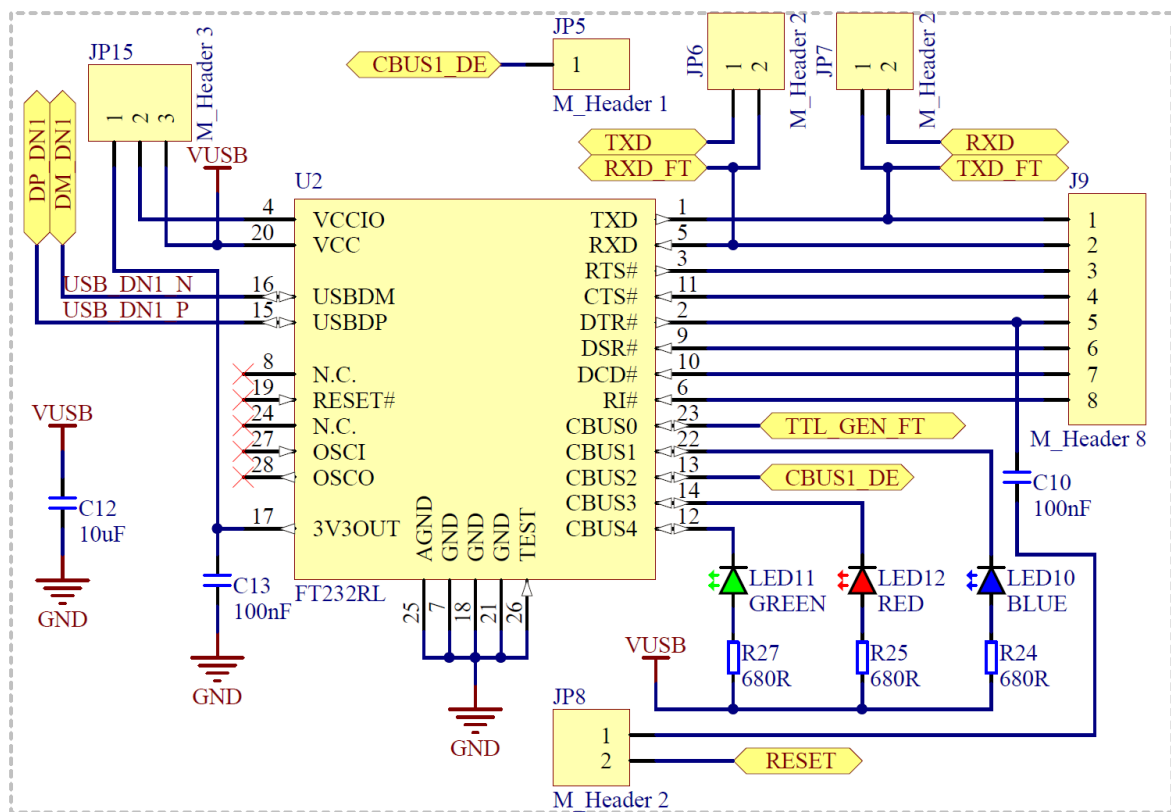 JP15
M_Header 3
1
2
3
CBUS1_DE
JP5
1
M_Header 1
JP6
M_Header 2
1
2
JP7
M_Header 2
1
2
TXD
RXD_FT
RXD
TXD_FT
DP_DN1
DM_DN1
VUSB
U2
J9
4
VCCIO
20
VCC
USB_DN1_N
16
USBDM
USB_DN1_P
15
USBDP
8
N.C.
19
RESET#
24
N.C.
27
OSCI
28
OSCO
17
3V3OUT
TXD
1
1
RXD
5
2
RTS#
3
3
CTS#
11
4
DTR#
2
5
DSR#
9
6
DCD#
10
7
RI#
6
8
CBUS0
23
TTL_GEN_FT
M_Header 8
CBUS1
22
CBUS2
13
CBUS1_DE
CBUS3
14
CBUS4
12
AGND
GND
GND
GND
TEST
25
7
18
21
26
FT232RL
VUSB
C12
10uF
GND
C13
100nF
GND
GND
C10
100nF
LED11
GREEN
LED12
RED
LED10
BLUE
R27
680R
R25
680R
R24
680R
VUSB
JP8
1
2
RESET
M_Header 2